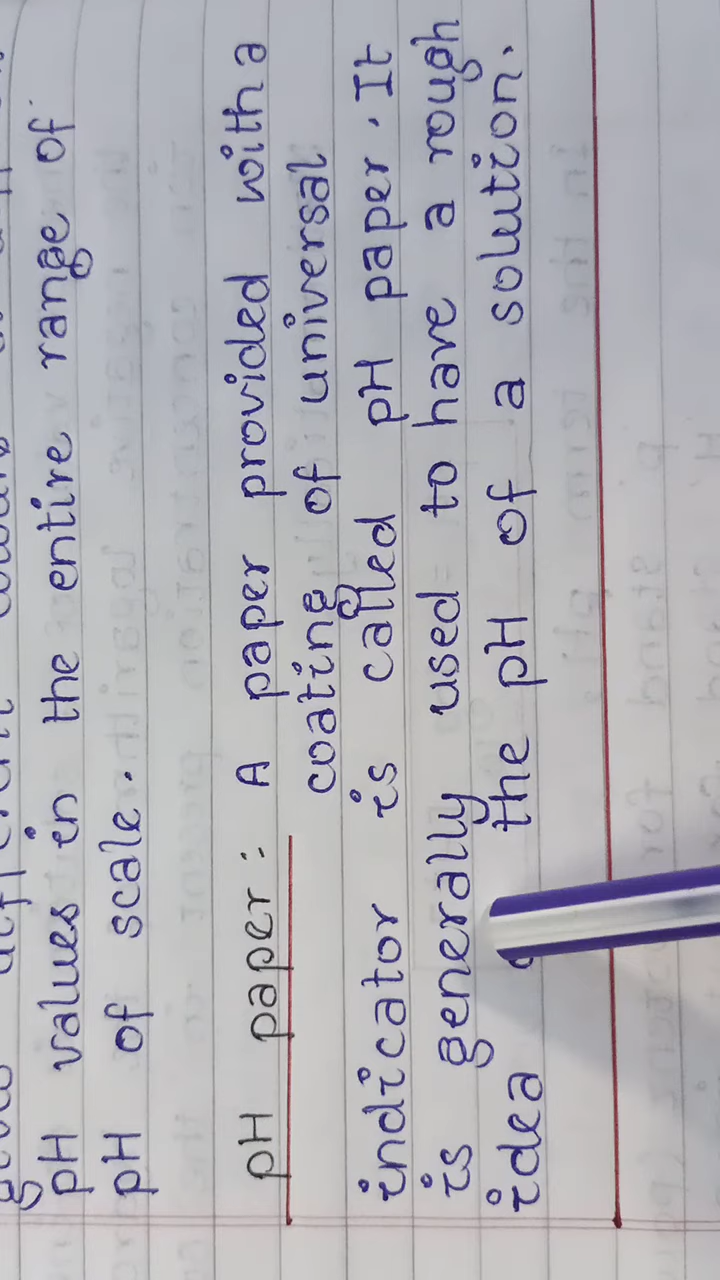 pH values in the entire range of
pH of scale.
pH paper: A paper provided with a
coating of universal
indicator is called pH paper. It
is generally used to have a rough
idea the pH of a solution.